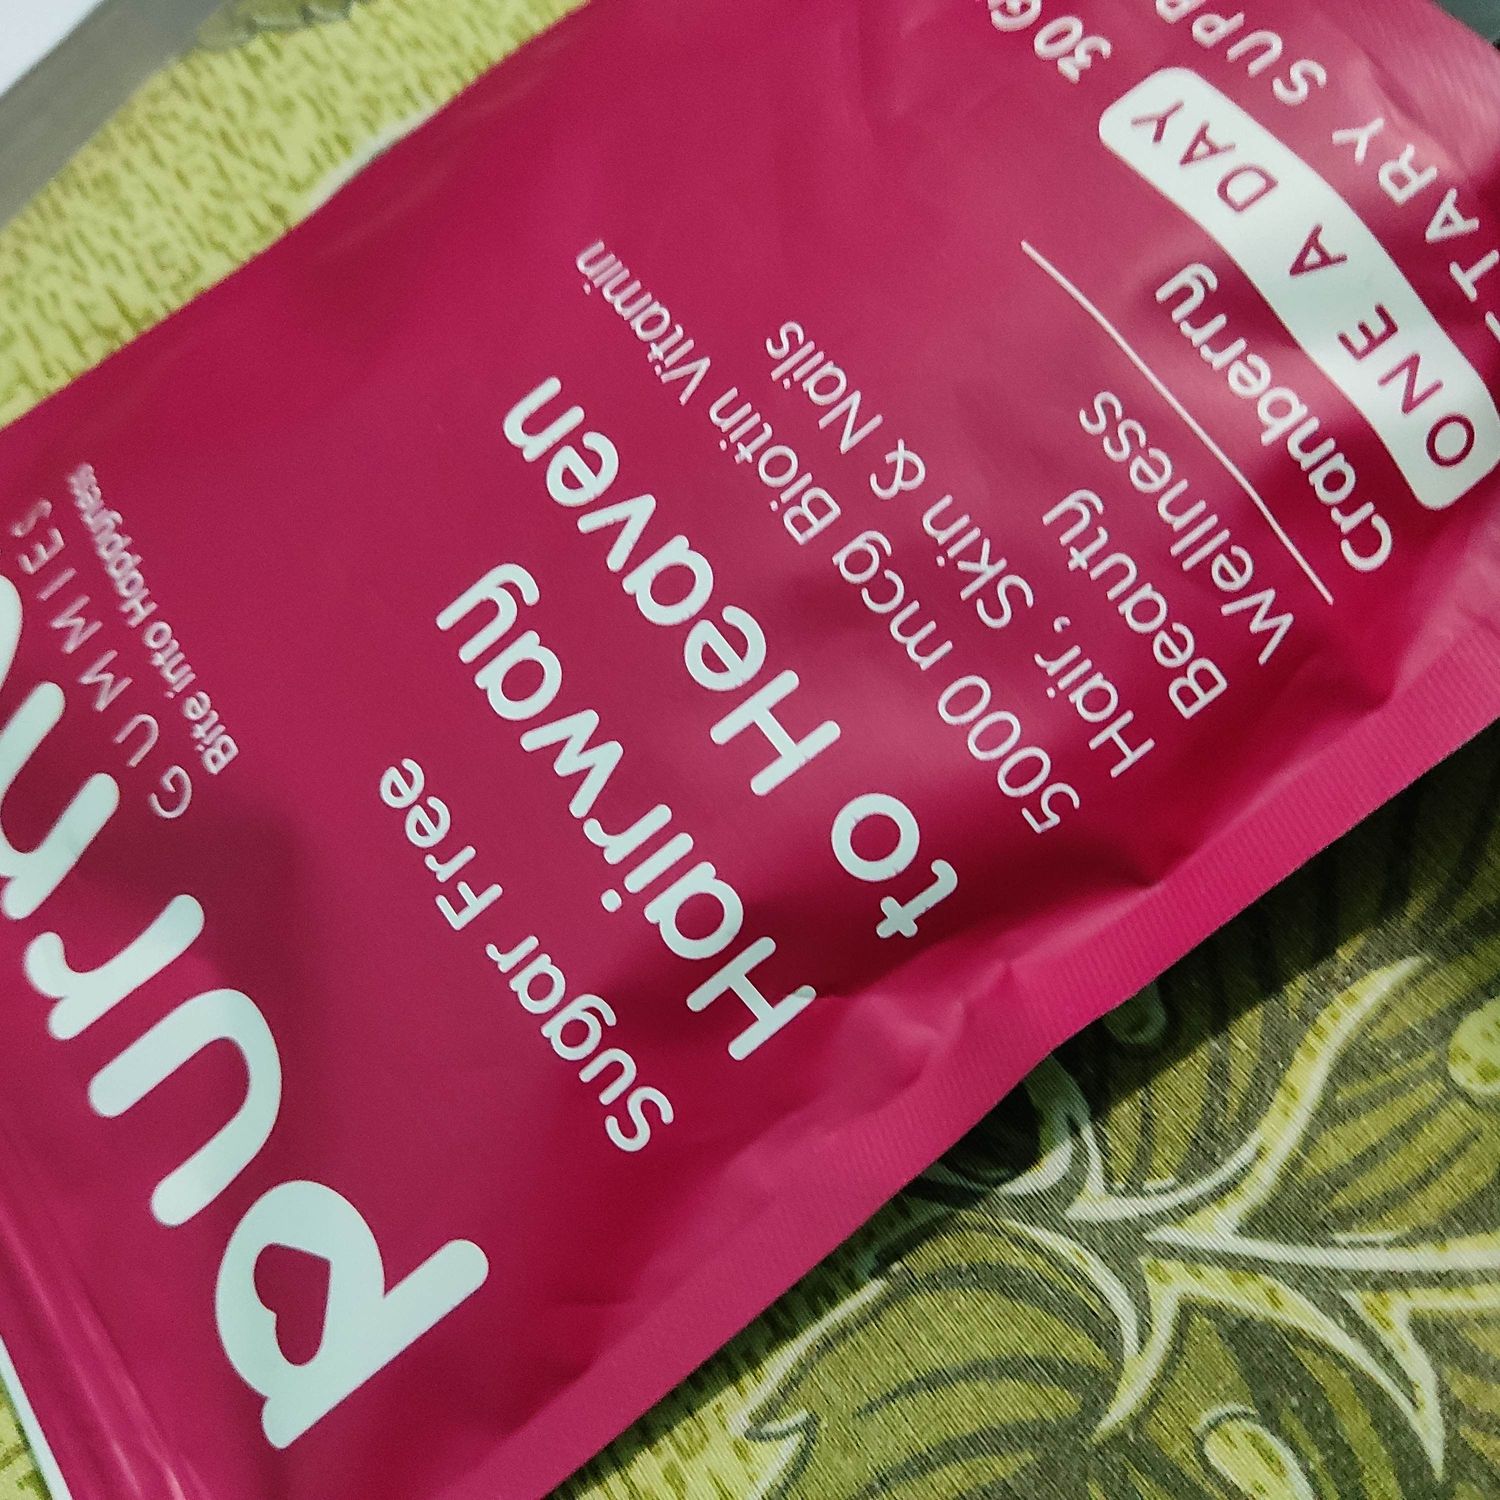 GUMMIES
Bite into Happiness
Sugar Free
Hairway
to Heaven
5000 mcg Biotin Vitamin
Hair, Skin & Nails
Beauty
Wellness
Cranberry
ONE A DAY
30